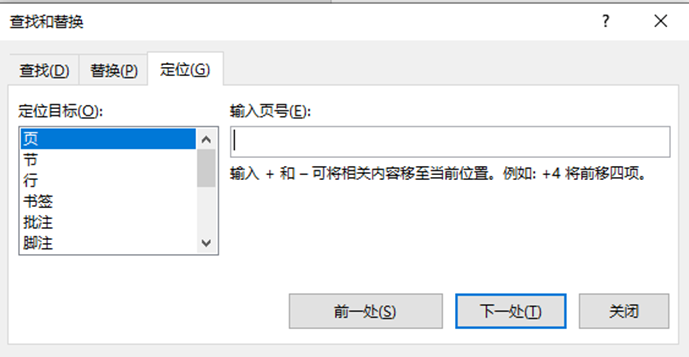 查找和替换
? ×
查找(D) 替换(P) 定位(G)
定位目标(O): 输入页号(E):
页
节
行
书签
批注
脚注
输入 + 和 – 可将相关内容移至当前位置。例如: +4 将前移四项。
前一处(S) 下一处(T) 关闭